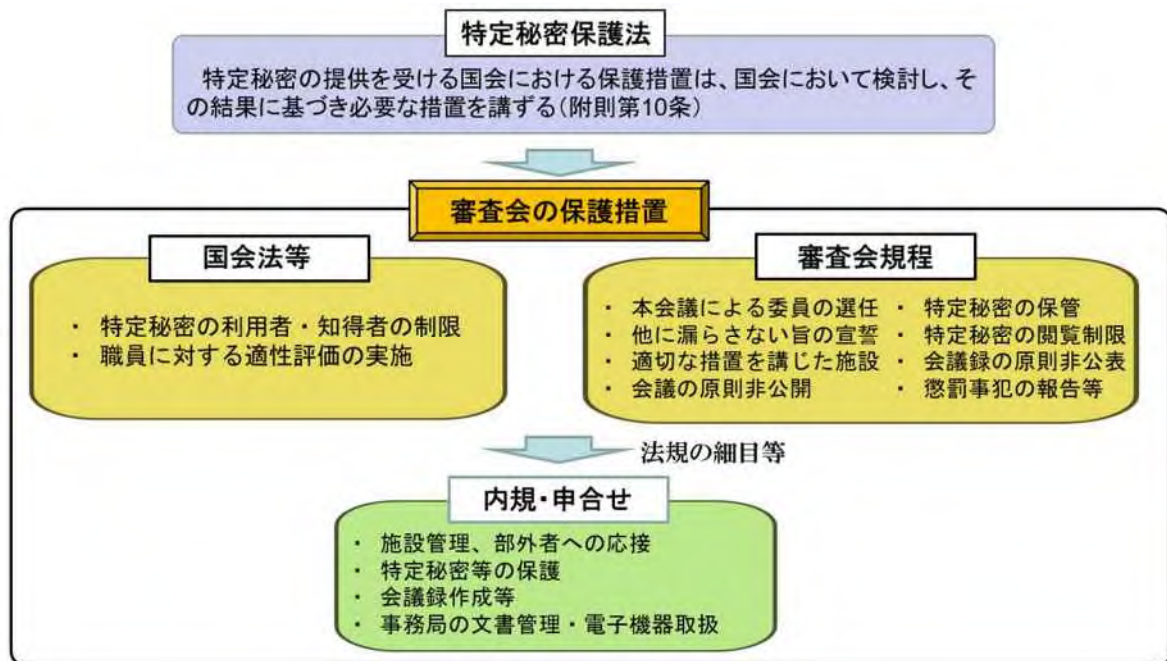 特定秘密保護法
特定秘密の提供を受ける国会における保護措置は、国会において検討し、そ
の結果に基づき必要な措置を講ずる(附則第10条)
審査会の保護措置
国会法等
・ 特定秘密の利用者・知得者の制限
・ 職員に対する適性評価の実施
審査会規程
・ 本会議による委員の選任
・ 他に漏らさない旨の宣誓
・ 適切な措置を講じた施設
・ 会議の原則非公開
・ 特定秘密の保管
・ 特定秘密の閲覧制限
・ 会議録の原則非公表
・ 懲罰事犯の報告等
法規の細目等
内規・申合せ
・ 施設管理、部外者への応接
・ 特定秘密等の保護
・ 会議録作成等
・ 事務局の文書管理・電子機器取扱